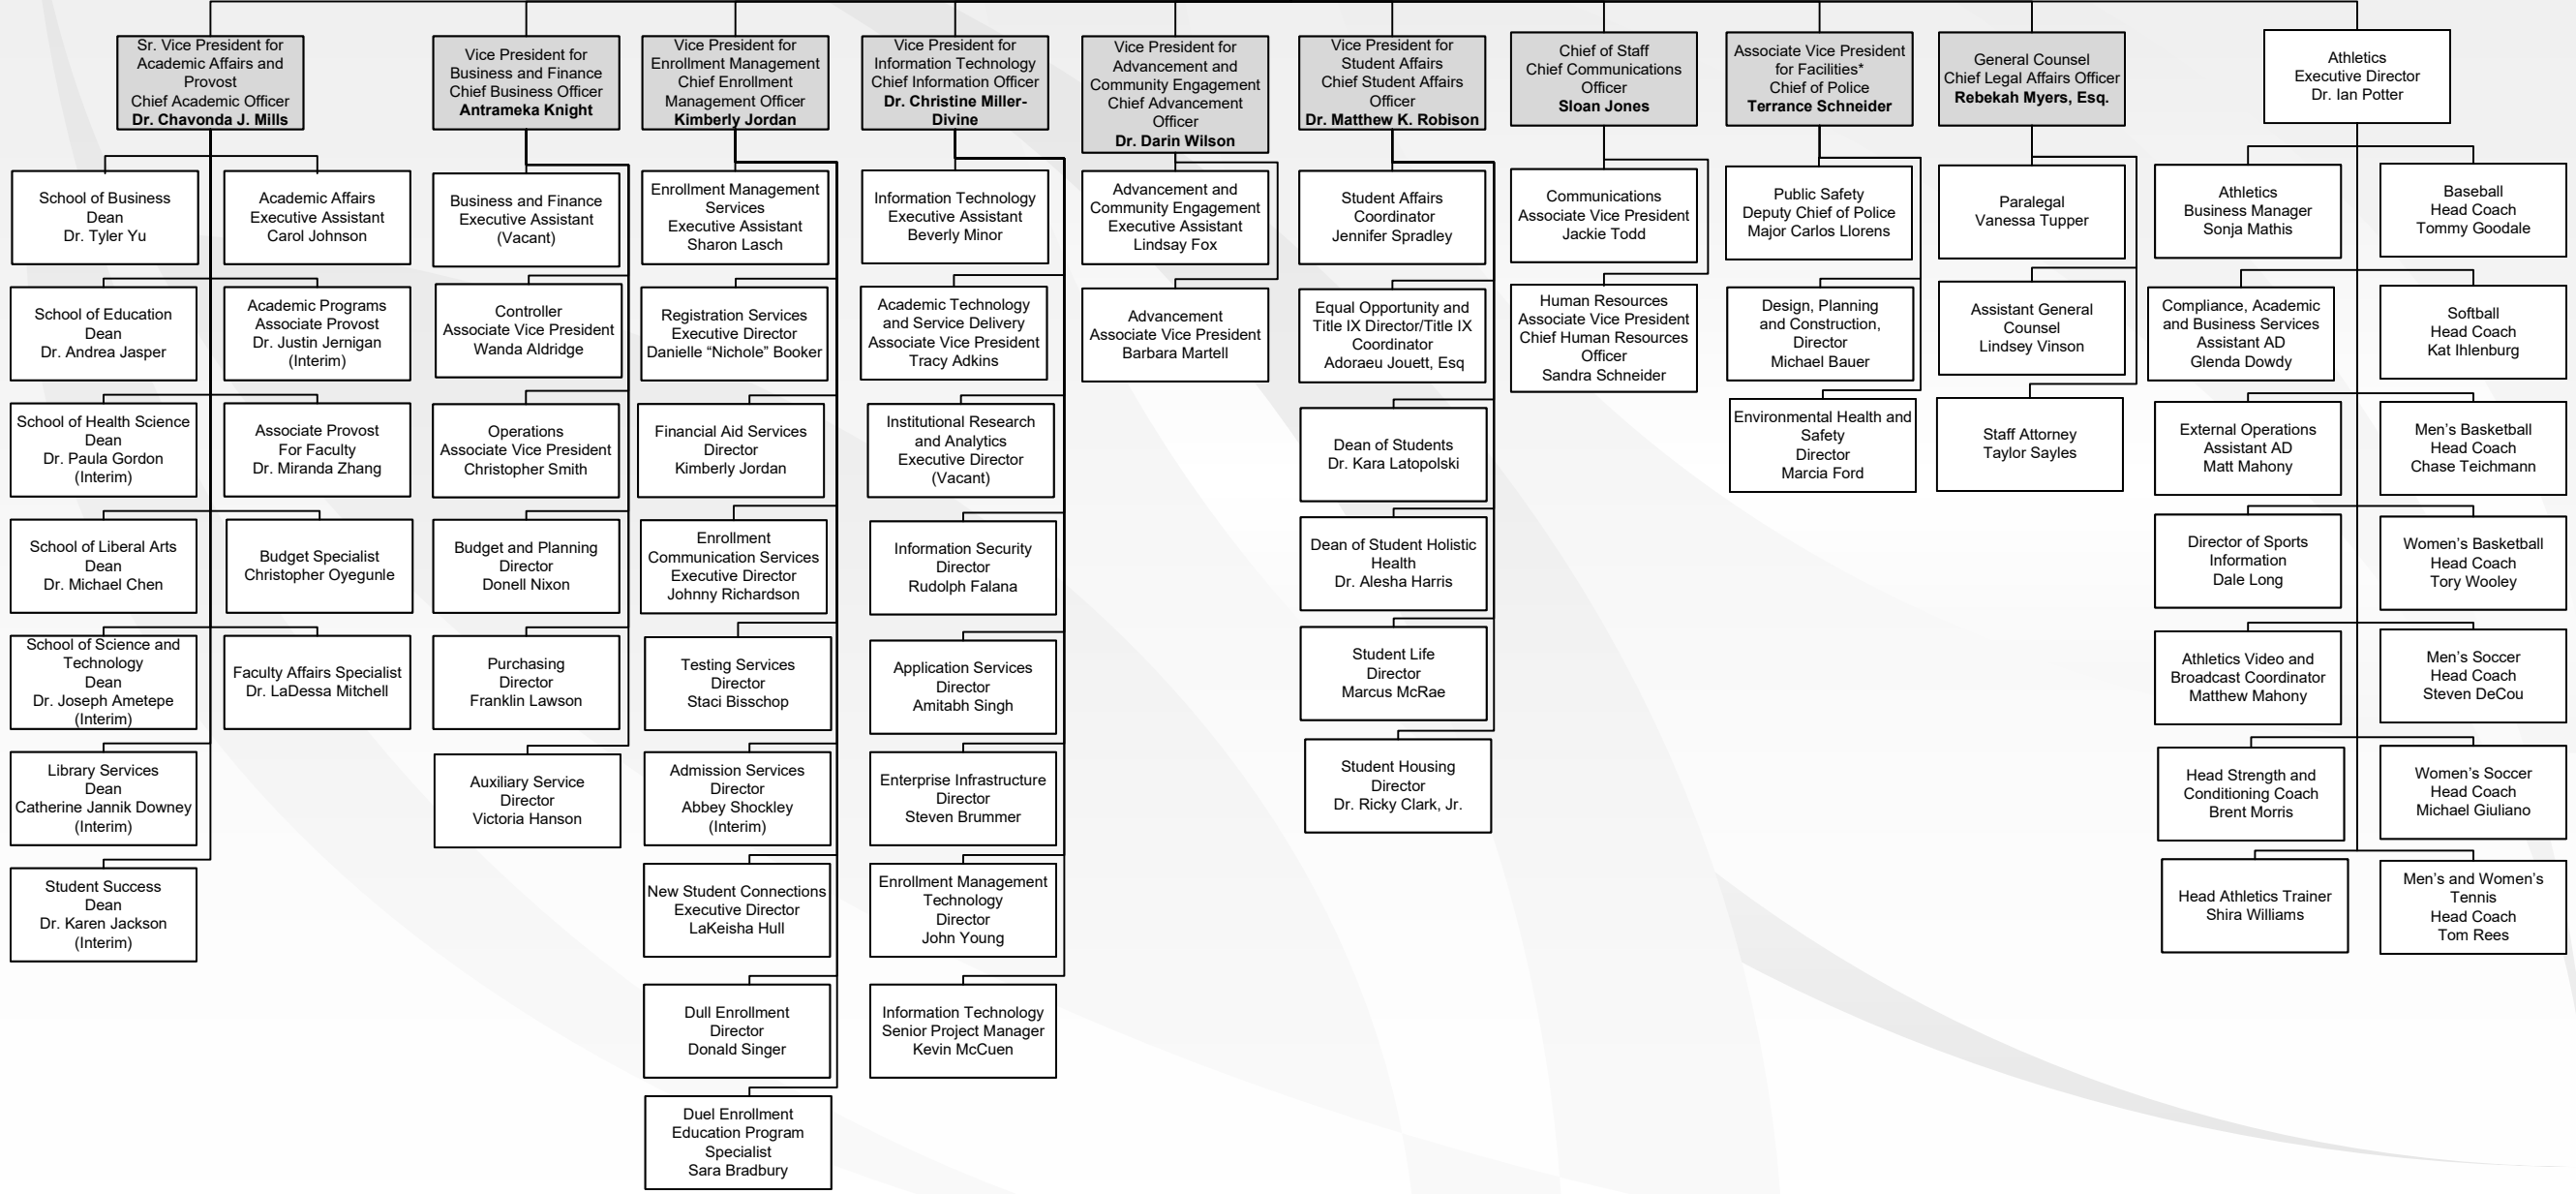 Sr. Vice President for
Academic Affairs and
Provost
Chief Academic Officer
Dr. Chavonda J. Mills
School of Business
Dean
Dr. Tyler Yu
Academic Affairs
Executive Assistant
Carol Johnson
School of Education
Dean
Dr. Andrea Jasper
Academic Programs
Associate Provost
Dr. Justin Jernigan
(Interim)
School of Health Science
Dean
Dr. Paula Gordon
(Interim)
Associate Provost
For Faculty
Dr. Miranda Zhang
School of Liberal Arts
Dean
Dr. Michael Chen
Budget Specialist
Christopher Oyegunle
School of Science and
Technology
Dean
Dr. Joseph Ametepe
(Interim)
Faculty Affairs Specialist
Dr. LaDessa Mitchell
Library Services
Dean
Catherine Jannik Downey
(Interim)
Student Success
Dean
Dr. Karen Jackson
(Interim)
Vice President for
Business and Finance
Chief Business Officer
Antrameka Knight
Business and Finance
Executive Assistant
(Vacant)
Controller
Associate Vice President
Wanda Aldridge
Operations
Associate Vice President
Christopher Smith
Budget and Planning
Director
Donell Nixon
Purchasing
Director
Franklin Lawson
Auxiliary Service
Director
Victoria Hanson
Vice President for
Enrollment Management
Chief Enrollment
Management Officer
Kimberly Jordan
Enrollment Management
Services
Executive Assistant
Sharon Lasch
Registration Services
Executive Director
Danielle “Nichole” Booker
Financial Aid Services
Director
Kimberly Jordan
Enrollment
Communication Services
Executive Director
Johnny Richardson
Testing Services
Director
Staci Bisschop
Admission Services
Director
Abbey Shockley
(Interim)
New Student Connections
Executive Director
LaKeisha Hull
Dull Enrollment
Director
Donald Singer
Duel Enrollment
Education Program
Specialist
Sara Bradbury
Vice President for
Information Technology
Chief Information Officer
Dr. Christine Miller-
Divine
Information Technology
Executive Assistant
Beverly Minor
Academic Technology
and Service Delivery
Associate Vice President
Tracy Adkins
Institutional Research
and Analytics
Executive Director
(Vacant)
Information Security
Director
Rudolph Falana
Application Services
Director
Amitabh Singh
Enterprise Infrastructure
Director
Steven Brummer
Enrollment Management
Technology
Director
John Young
Information Technology
Senior Project Manager
Kevin McCuen
Vice President for
Advancement and
Community Engagement
Chief Advancement
Officer
Dr. Darin Wilson
Advancement and
Community Engagement
Executive Assistant
Lindsay Fox
Advancement
Associate Vice President
Barbara Martell
Vice President for
Student Affairs
Chief Student Affairs
Officer
Dr. Matthew K. Robison
Student Affairs
Coordinator
Jennifer Spradley
Equal Opportunity and
Title IX Director/Title IX
Coordinator
Adoraeu Jouett, Esq
Dean of Students
Dr. Kara Latopolski
Dean of Student Holistic
Health
Dr. Alesha Harris
Student Life
Director
Marcus McRae
Student Housing
Director
Dr. Ricky Clark, Jr.
Chief of Staff
Chief Communications
Officer
Sloan Jones
Communications
Associate Vice President
Jackie Todd
Human Resources
Associate Vice President
Chief Human Resources
Officer
Sandra Schneider
Associate Vice President
for Facilities*
Chief of Police
Terrance Schneider
Public Safety
Deputy Chief of Police
Major Carlos Llorens
Design, Planning
and Construction,
Director
Michael Bauer
Environmental Health and
Safety
Director
Marcia Ford
General Counsel
Chief Legal Affairs Officer
Rebekah Myers, Esq.
Paralegal
Vanessa Tupper
Assistant General
Counsel
Lindsey Vinson
Staff Attorney
Taylor Sayles
Athletics
Executive Director
Dr. Ian Potter
Athletics
Business Manager
Sonja Mathis
Baseball
Head Coach
Tommy Goodale
Compliance, Academic
and Business Services
Assistant AD
Glenda Dowdy
Softball
Head Coach
Kat Ihlenburg
External Operations
Assistant AD
Matt Mahony
Men’s Basketball
Head Coach
Chase Teichmann
Director of Sports
Information
Dale Long
Women’s Basketball
Head Coach
Tory Wooley
Athletics Video and
Broadcast Coordinator
Matthew Mahony
Men’s Soccer
Head Coach
Steven DeCou
Head Strength and
Conditioning Coach
Brent Morris
Women’s Soccer
Head Coach
Michael Giuliano
Head Athletics Trainer
Shira Williams
Men’s and Women’s
Tennis
Head Coach
Tom Rees